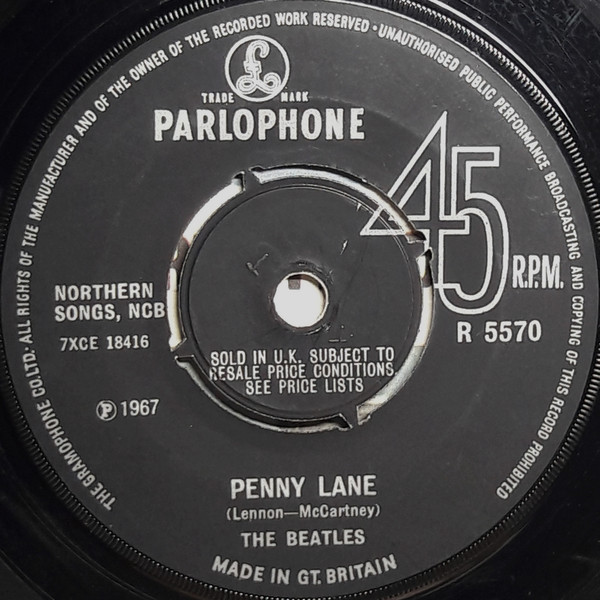 THE GRAMOPHONE CO. LTD · ALL RIGHTS OF THE MANUFACTURER AND OF THE OWNER OF THE RECORDED WORK RESERVED · UNAUTHORISED PUBLIC PERFORMANCE BROADCASTING AND COPYING OF THIS RECORD PROHIBITED
£
TRADE MARK
PARLOPHONE
45 R.P.M.
NORTHERN
SONGS, NCB
7XCE 18416
R 5570
SOLD IN U.K. SUBJECT TO
RESALE PRICE CONDITIONS,
SEE PRICE LISTS
Ⓟ 1967
PENNY LANE
(Lennon—McCartney)
THE BEATLES
MADE IN GT. BRITAIN